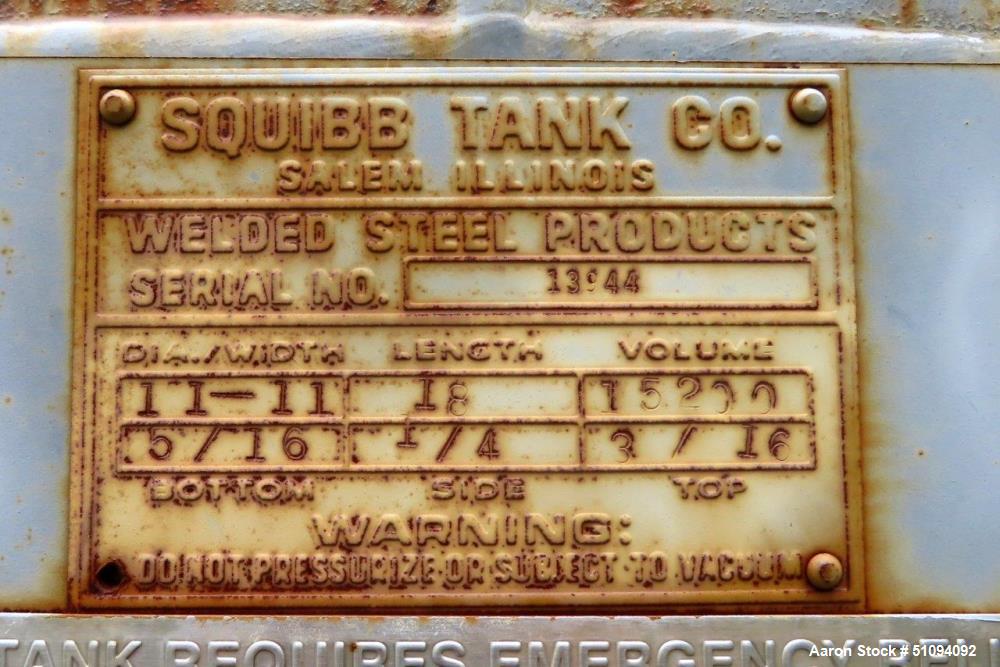 SQUIBB TANK CO.
SALEM ILLINOIS
WELDED STEEL PRODUCTS
SERIAL NO.
DIA./WIDTH LENGTH VOLUME
11-11 18 15200
5/16 1/4 3/16
BOTTOM SIDE TOP
WARNING:
DO NOT PRESSURIZE OR SUBJECT TO VACUUM
TANK REQUIRES EMERGENCY
Aaron Stock # 51094092